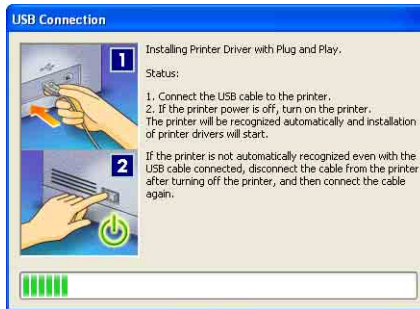 USB Connection
1
Installing Printer Driver with Plug and Play.
Status:
1. Connect the USB cable to the printer.
2. If the printer power is off, turn on the printer.
The printer will be recognized automatically and installation
of printer drivers will start.
2
If the printer is not automatically recognized even with the
USB cable connected, disconnect the cable from the printer
after turning off the printer, and then connect the cable
again.